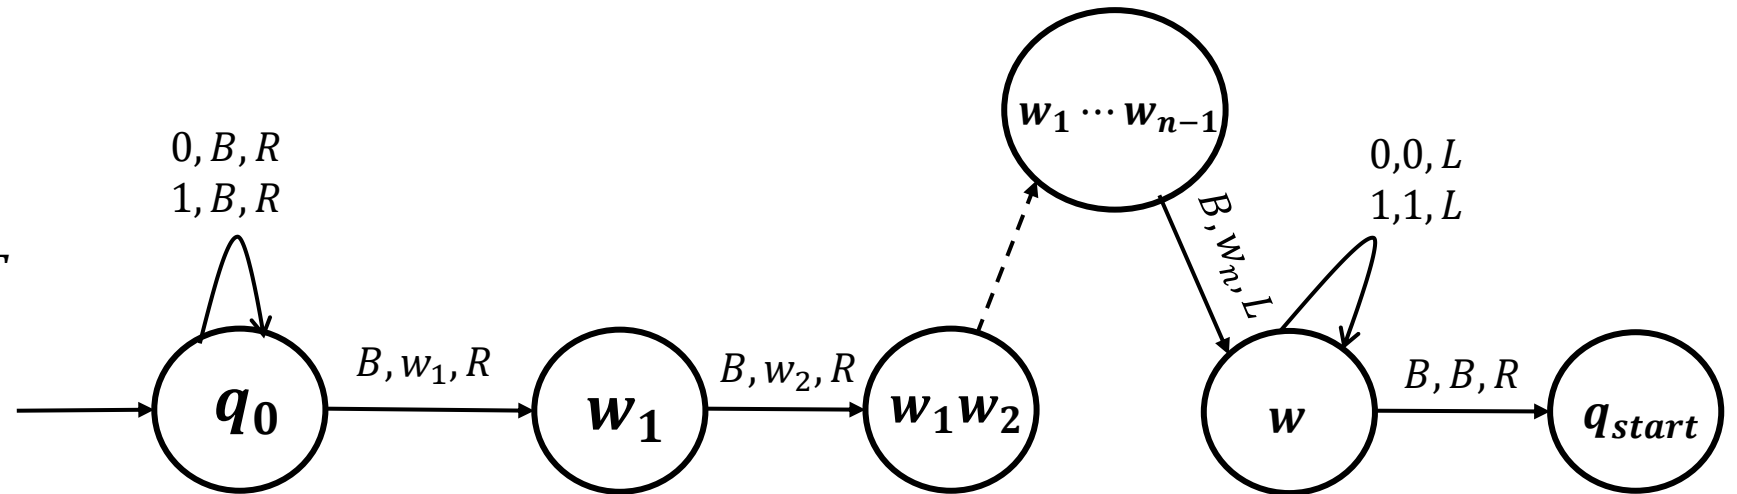 w₁ ⋯ wₙ₋₁
0, B, R
1, B, R
0,0, L
1,1, L
B, wₙ, L
B, w₁, R
B, w₂, R
B, B, R
q₀
w₁
w₁w₂
w
qₛₜₐᵣₜ